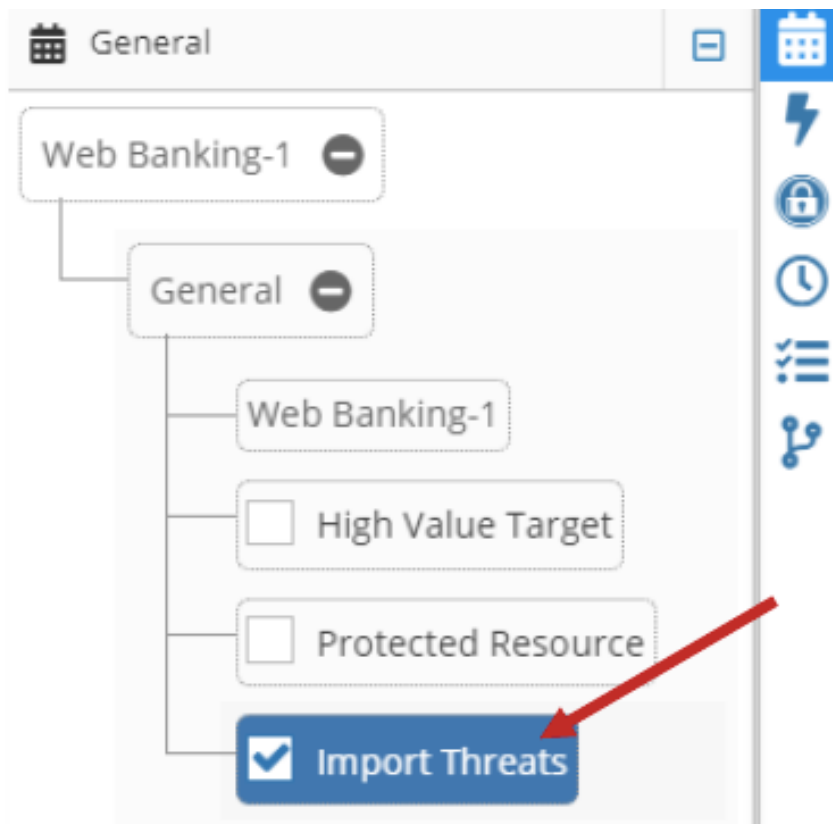 General
Web Banking-1
General
Web Banking-1
High Value Target
Protected Resource
Import Threats